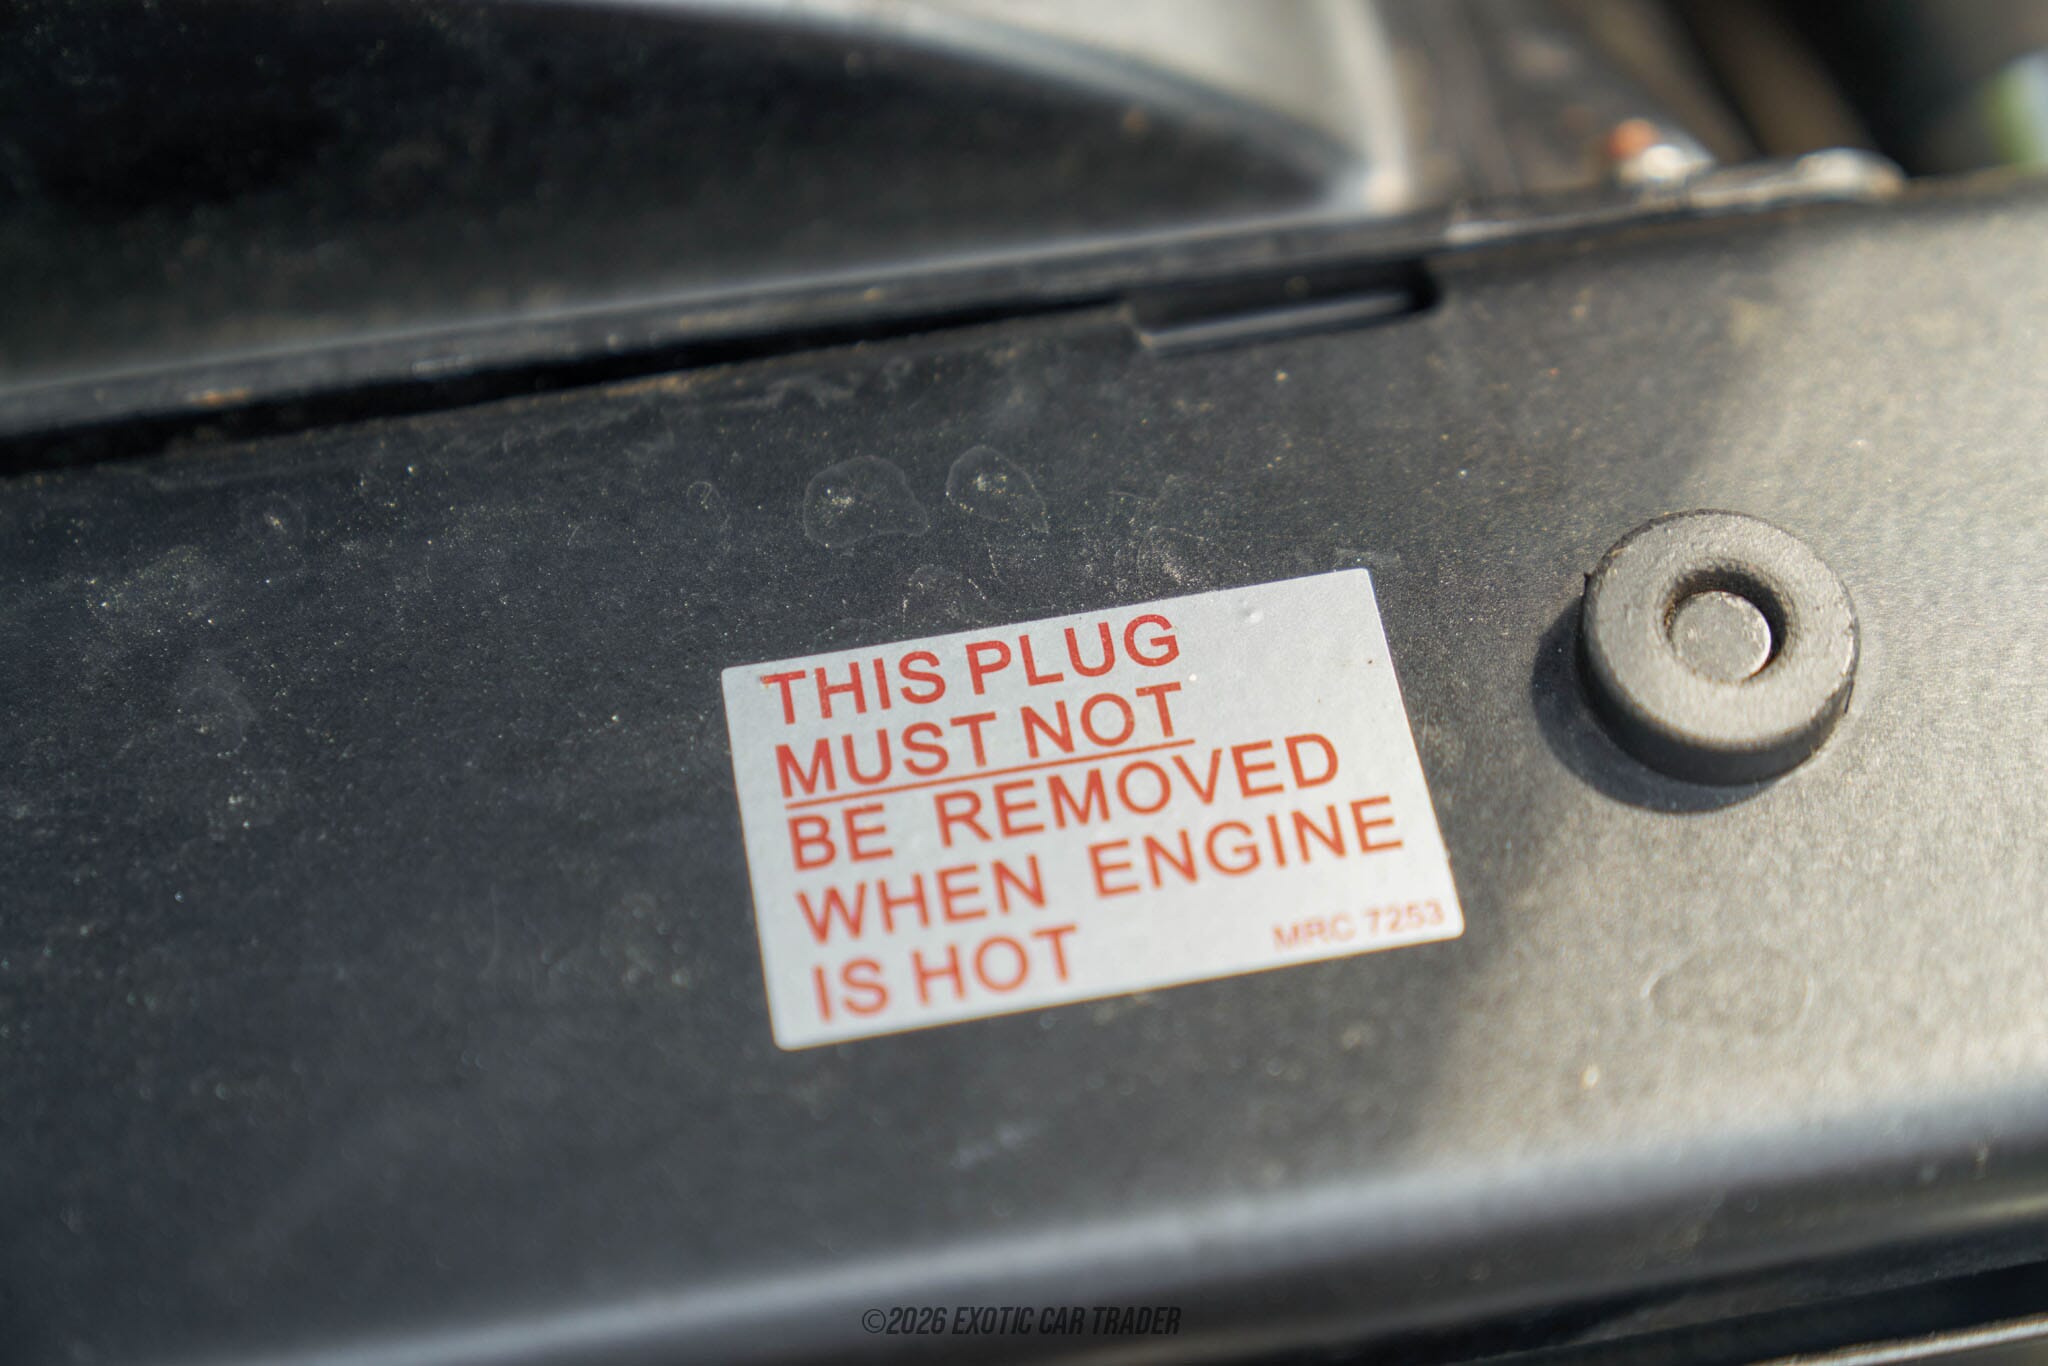 THIS PLUG
MUST NOT
BE REMOVED
WHEN ENGINE
IS HOT
MRC 7253
©2026 EXOTIC CAR TRADER